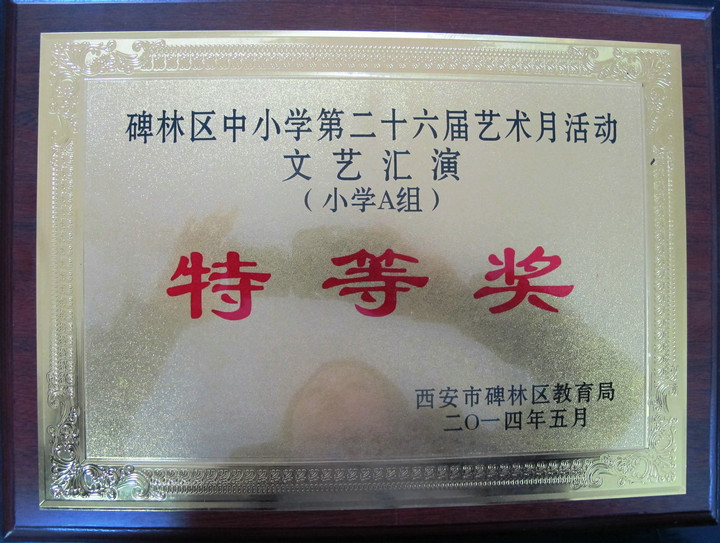 碑林区中小学第二十六届艺术月活动
文艺汇演
（小学A组）
特等奖
西安市碑林区教育局
二〇一四年五月